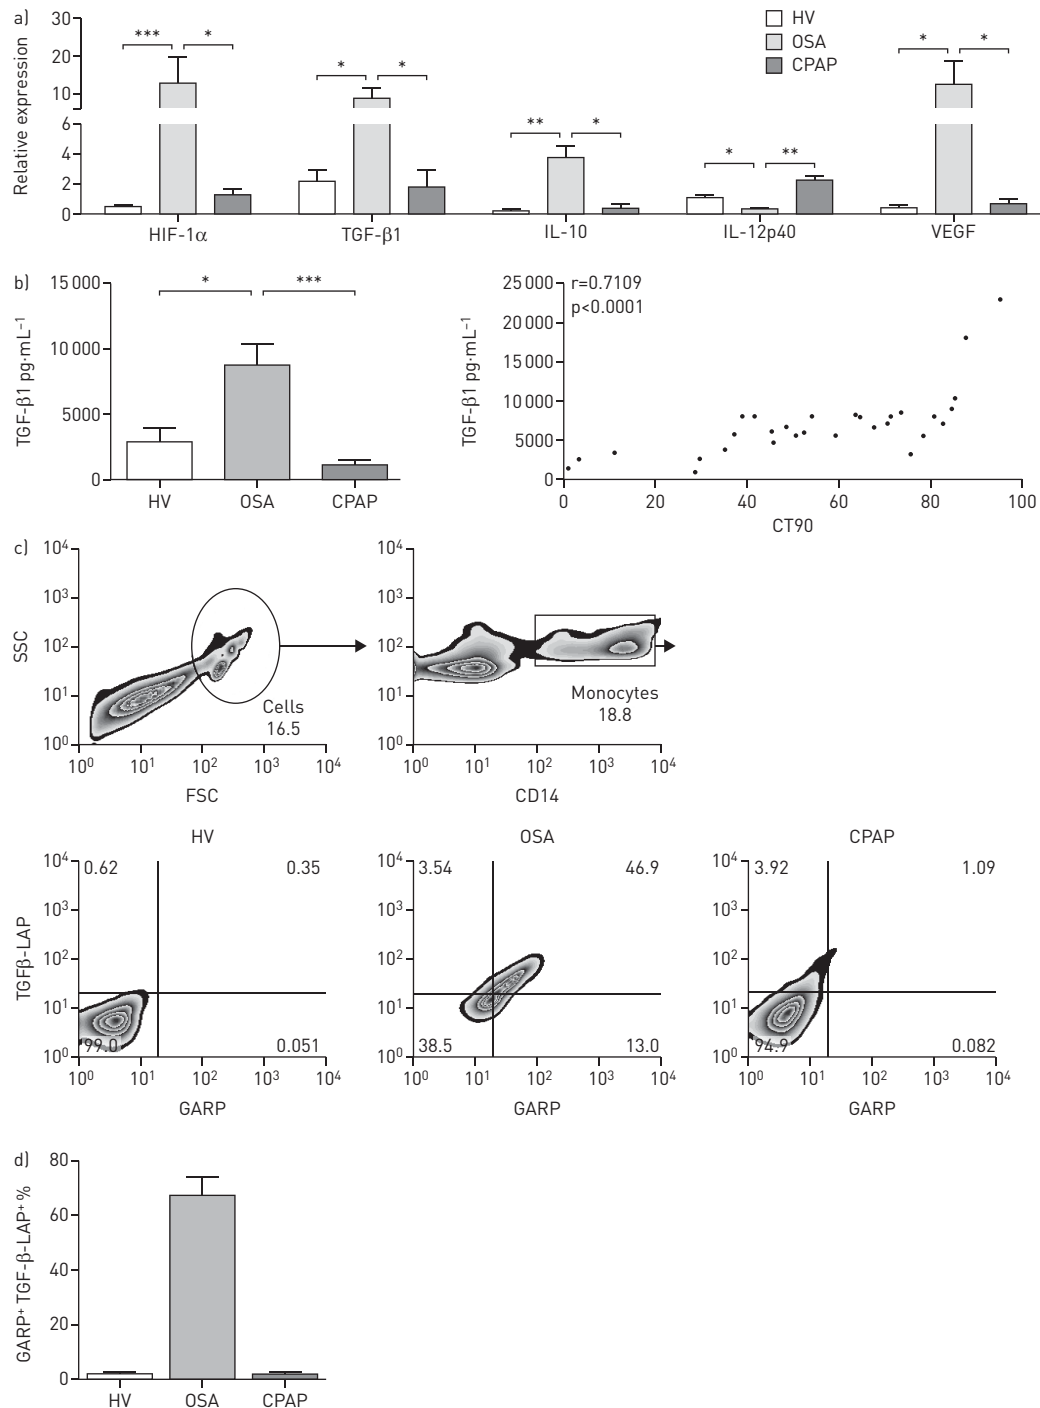 a)
30
20
10
6
4
2
0
Relative expression
*** *
* *
** *
* **
* *
HV
OSA
CPAP
HIF-1α TGF-β1 IL-10 IL-12p40 VEGF
b)
15 000
10 000
5000
0
TGF-β1 pg·mL⁻¹
* ***
HV OSA CPAP
25 000
20 000
15 000
10 000
5000
0
TGF-β1 pg·mL⁻¹
r=0.7109
p<0.0001
0 20 40 60 80 100
CT90
c)
10⁴
10³
10²
10¹
10⁰
SSC
Cells
16.5
10⁰ 10¹ 10² 10³ 10⁴
FSC
10⁴
10³
10²
10¹
10⁰
Monocytes
18.8
10⁰ 10¹ 10² 10³ 10⁴
CD14
HV
10⁴
10³
10²
10¹
10⁰
TGFβ-LAP
0.62 0.35
99.0 0.051
10⁰ 10¹ 10² 10³ 10⁴
GARP
OSA
10⁴
10³
10²
10¹
10⁰
3.54 46.9
38.5 13.0
10⁰ 10¹ 10² 10³ 10⁴
GARP
CPAP
10⁴
10³
10²
10¹
10⁰
3.92 1.09
94.9 0.082
10⁰ 10¹ 10² 10³ 10⁴
GARP
d)
80
60
40
20
0
GARP⁺ TGF-β-LAP⁺ %
HV OSA CPAP